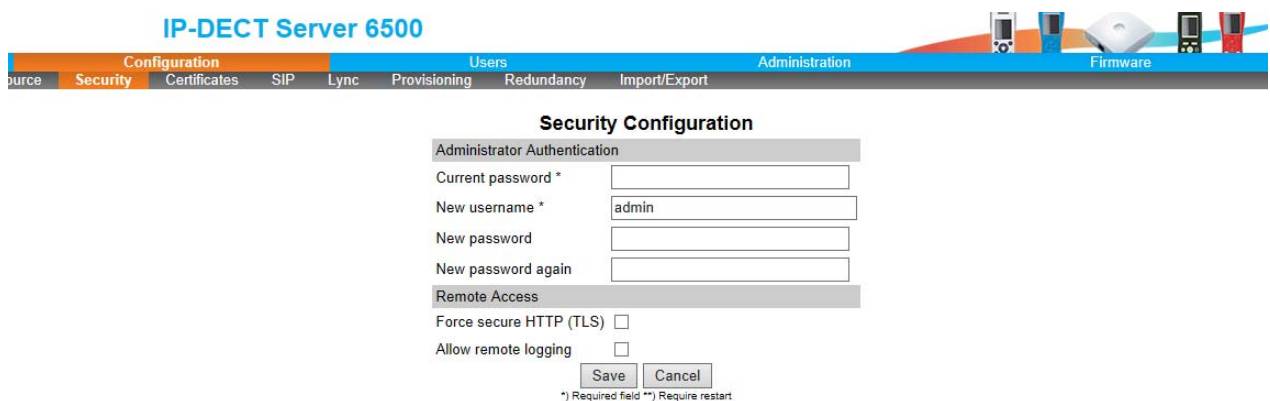 IP-DECT Server 6500
Configuration Users Administration Firmware
Security Certificates SIP Lync Provisioning Redundancy Import/Export
Security Configuration
Administrator Authentication
Current password *
New username * admin
New password
New password again
Remote Access
Force secure HTTP (TLS)
Allow remote logging
Save Cancel
*) Required field **) Require restart